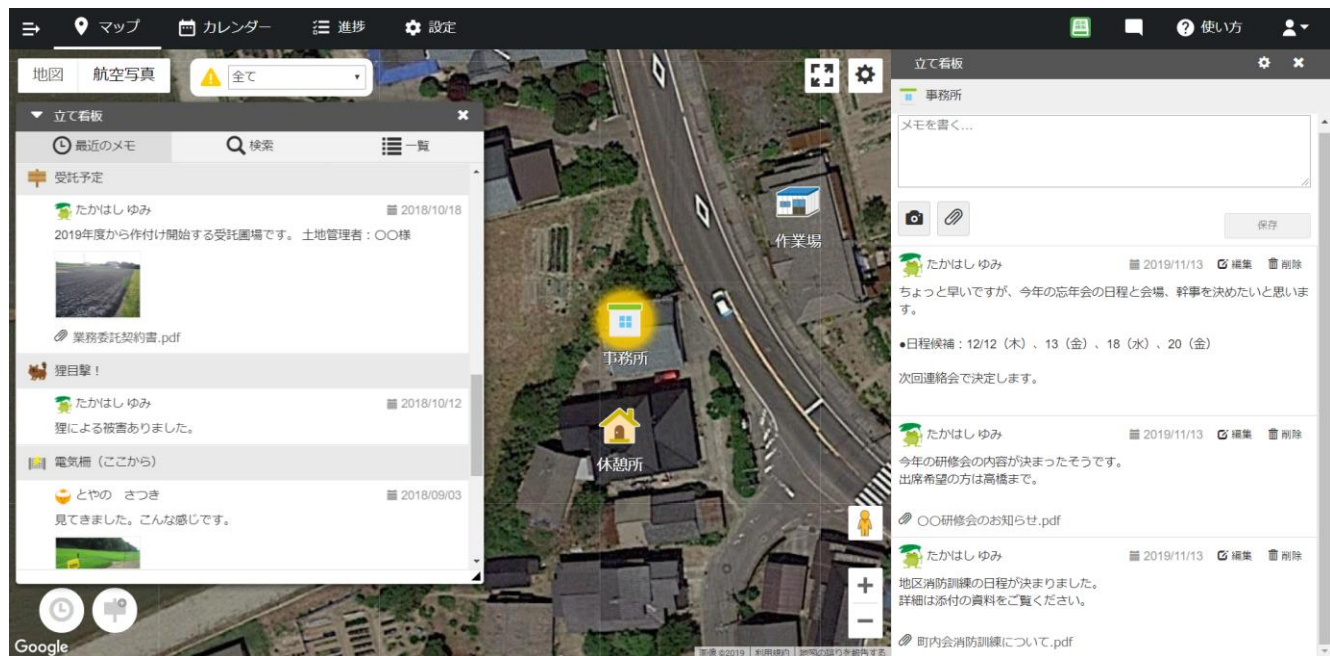 マップ
カレンダー
進捗
設定
使い方
地図
航空写真
全て
立て看板
最近のメモ
検索
一覧
受託予定
たかはし ゆみ
2018/10/18
2019年度から作付け開始する受託圃場です。 土地管理者：〇〇様
業務委託契約書.pdf
狸目撃！
たかはし ゆみ
2018/10/12
狸による被害ありました。
電気柵（ここから）
とやの　さつき
2018/09/03
見てきました。こんな感じです。
作業場
事務所
休憩所
Google
画像 ©2019
利用規約
地図の誤りを報告する
立て看板
事務所
メモを書く...
保存
たかはし ゆみ
2019/11/13
編集
削除
ちょっと早いですが、今年の忘年会の日程と会場、幹事を決めたいと思いま
す。
●日程候補：12/12（木）、13（金）、18（水）、20（金）
次回連絡会で決定します。
たかはし ゆみ
2019/11/13
編集
削除
今年の研修会の内容が決まったそうです。
出席希望の方は高橋まで。
〇〇研修会のお知らせ.pdf
たかはし ゆみ
2019/11/13
編集
削除
地区消防訓練の日程が決まりました。
詳細は添付の資料をご覧ください。
町内会消防訓練について.pdf